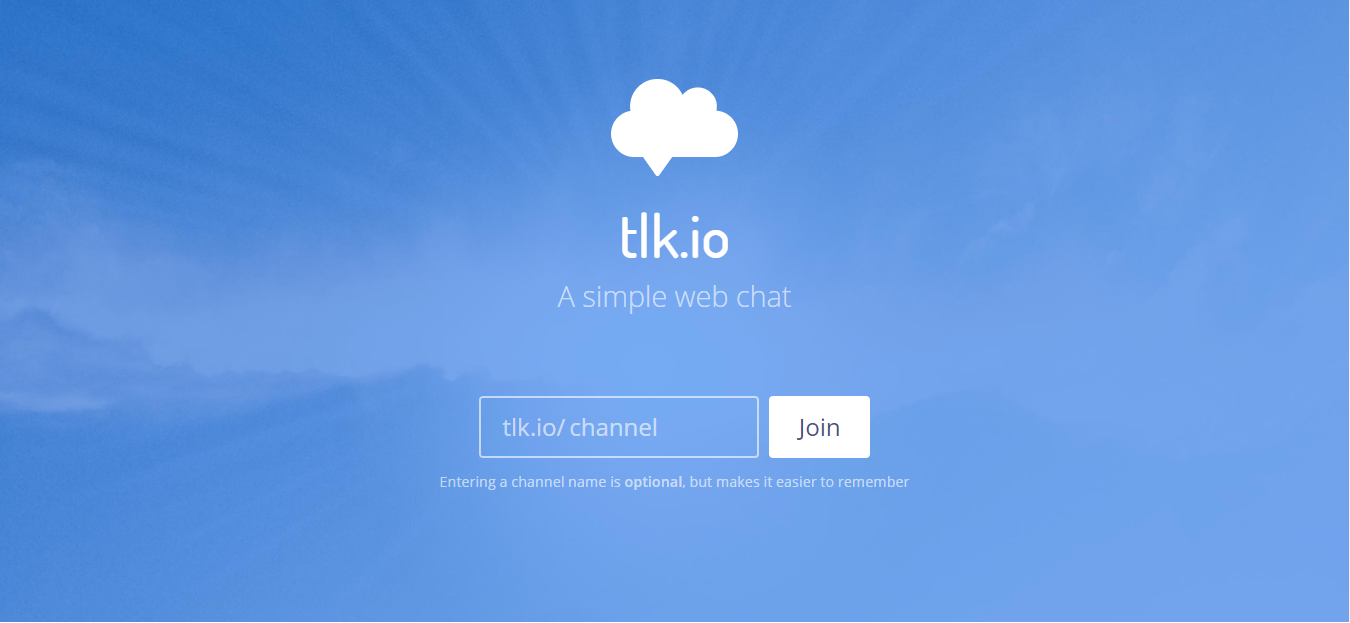 tlk.io
A simple web chat
tlk.io/ channel
Join
Entering a channel name is optional, but makes it easier to remember